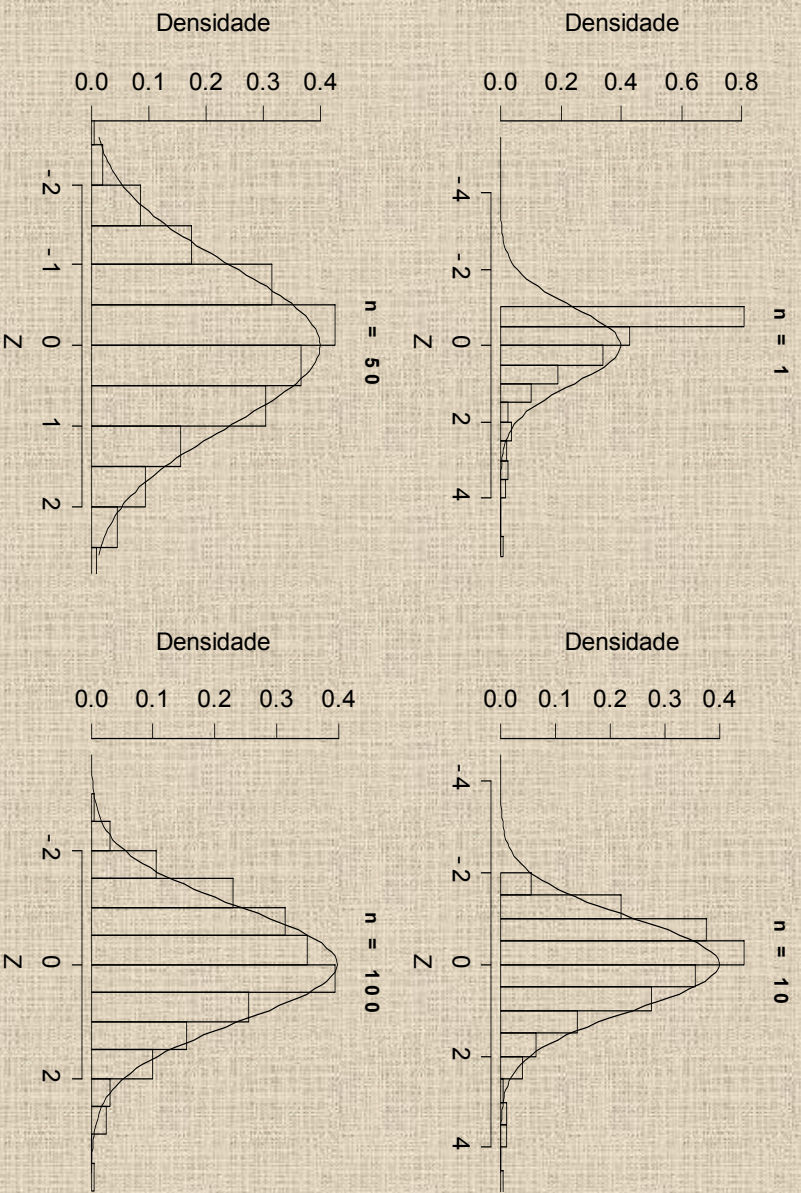 n = 1
Densidade
0.0 0.2 0.4 0.6 0.8
-4 -2 0 2 4
Z
n = 10
Densidade
0.0 0.1 0.2 0.3 0.4
-4 -2 0 2 4
Z
n = 50
Densidade
0.0 0.1 0.2 0.3 0.4
-2 -1 0 1 2
Z
n = 100
Densidade
0.0 0.1 0.2 0.3 0.4
-2 0 2
Z